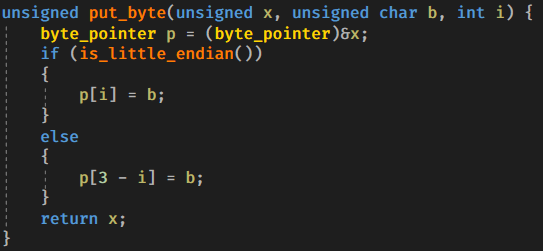 unsigned put_byte(unsigned x, unsigned char b, int i) {
    byte_pointer p = (byte_pointer)&x;
    if (is_little_endian())
    {
        p[i] = b;
    }
    else
    {
        p[3 - i] = b;
    }
    return x;
}